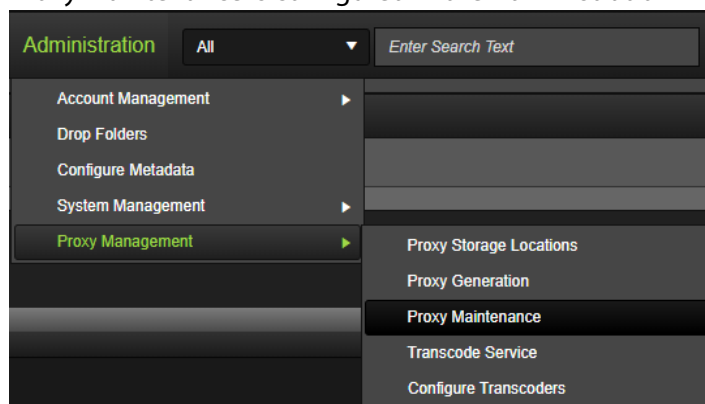 Administration All Enter Search Text
Account Management
Drop Folders
Configure Metadata
System Management
Proxy Management Proxy Storage Locations
Proxy Generation
Proxy Maintenance
Transcode Service
Configure Transcoders